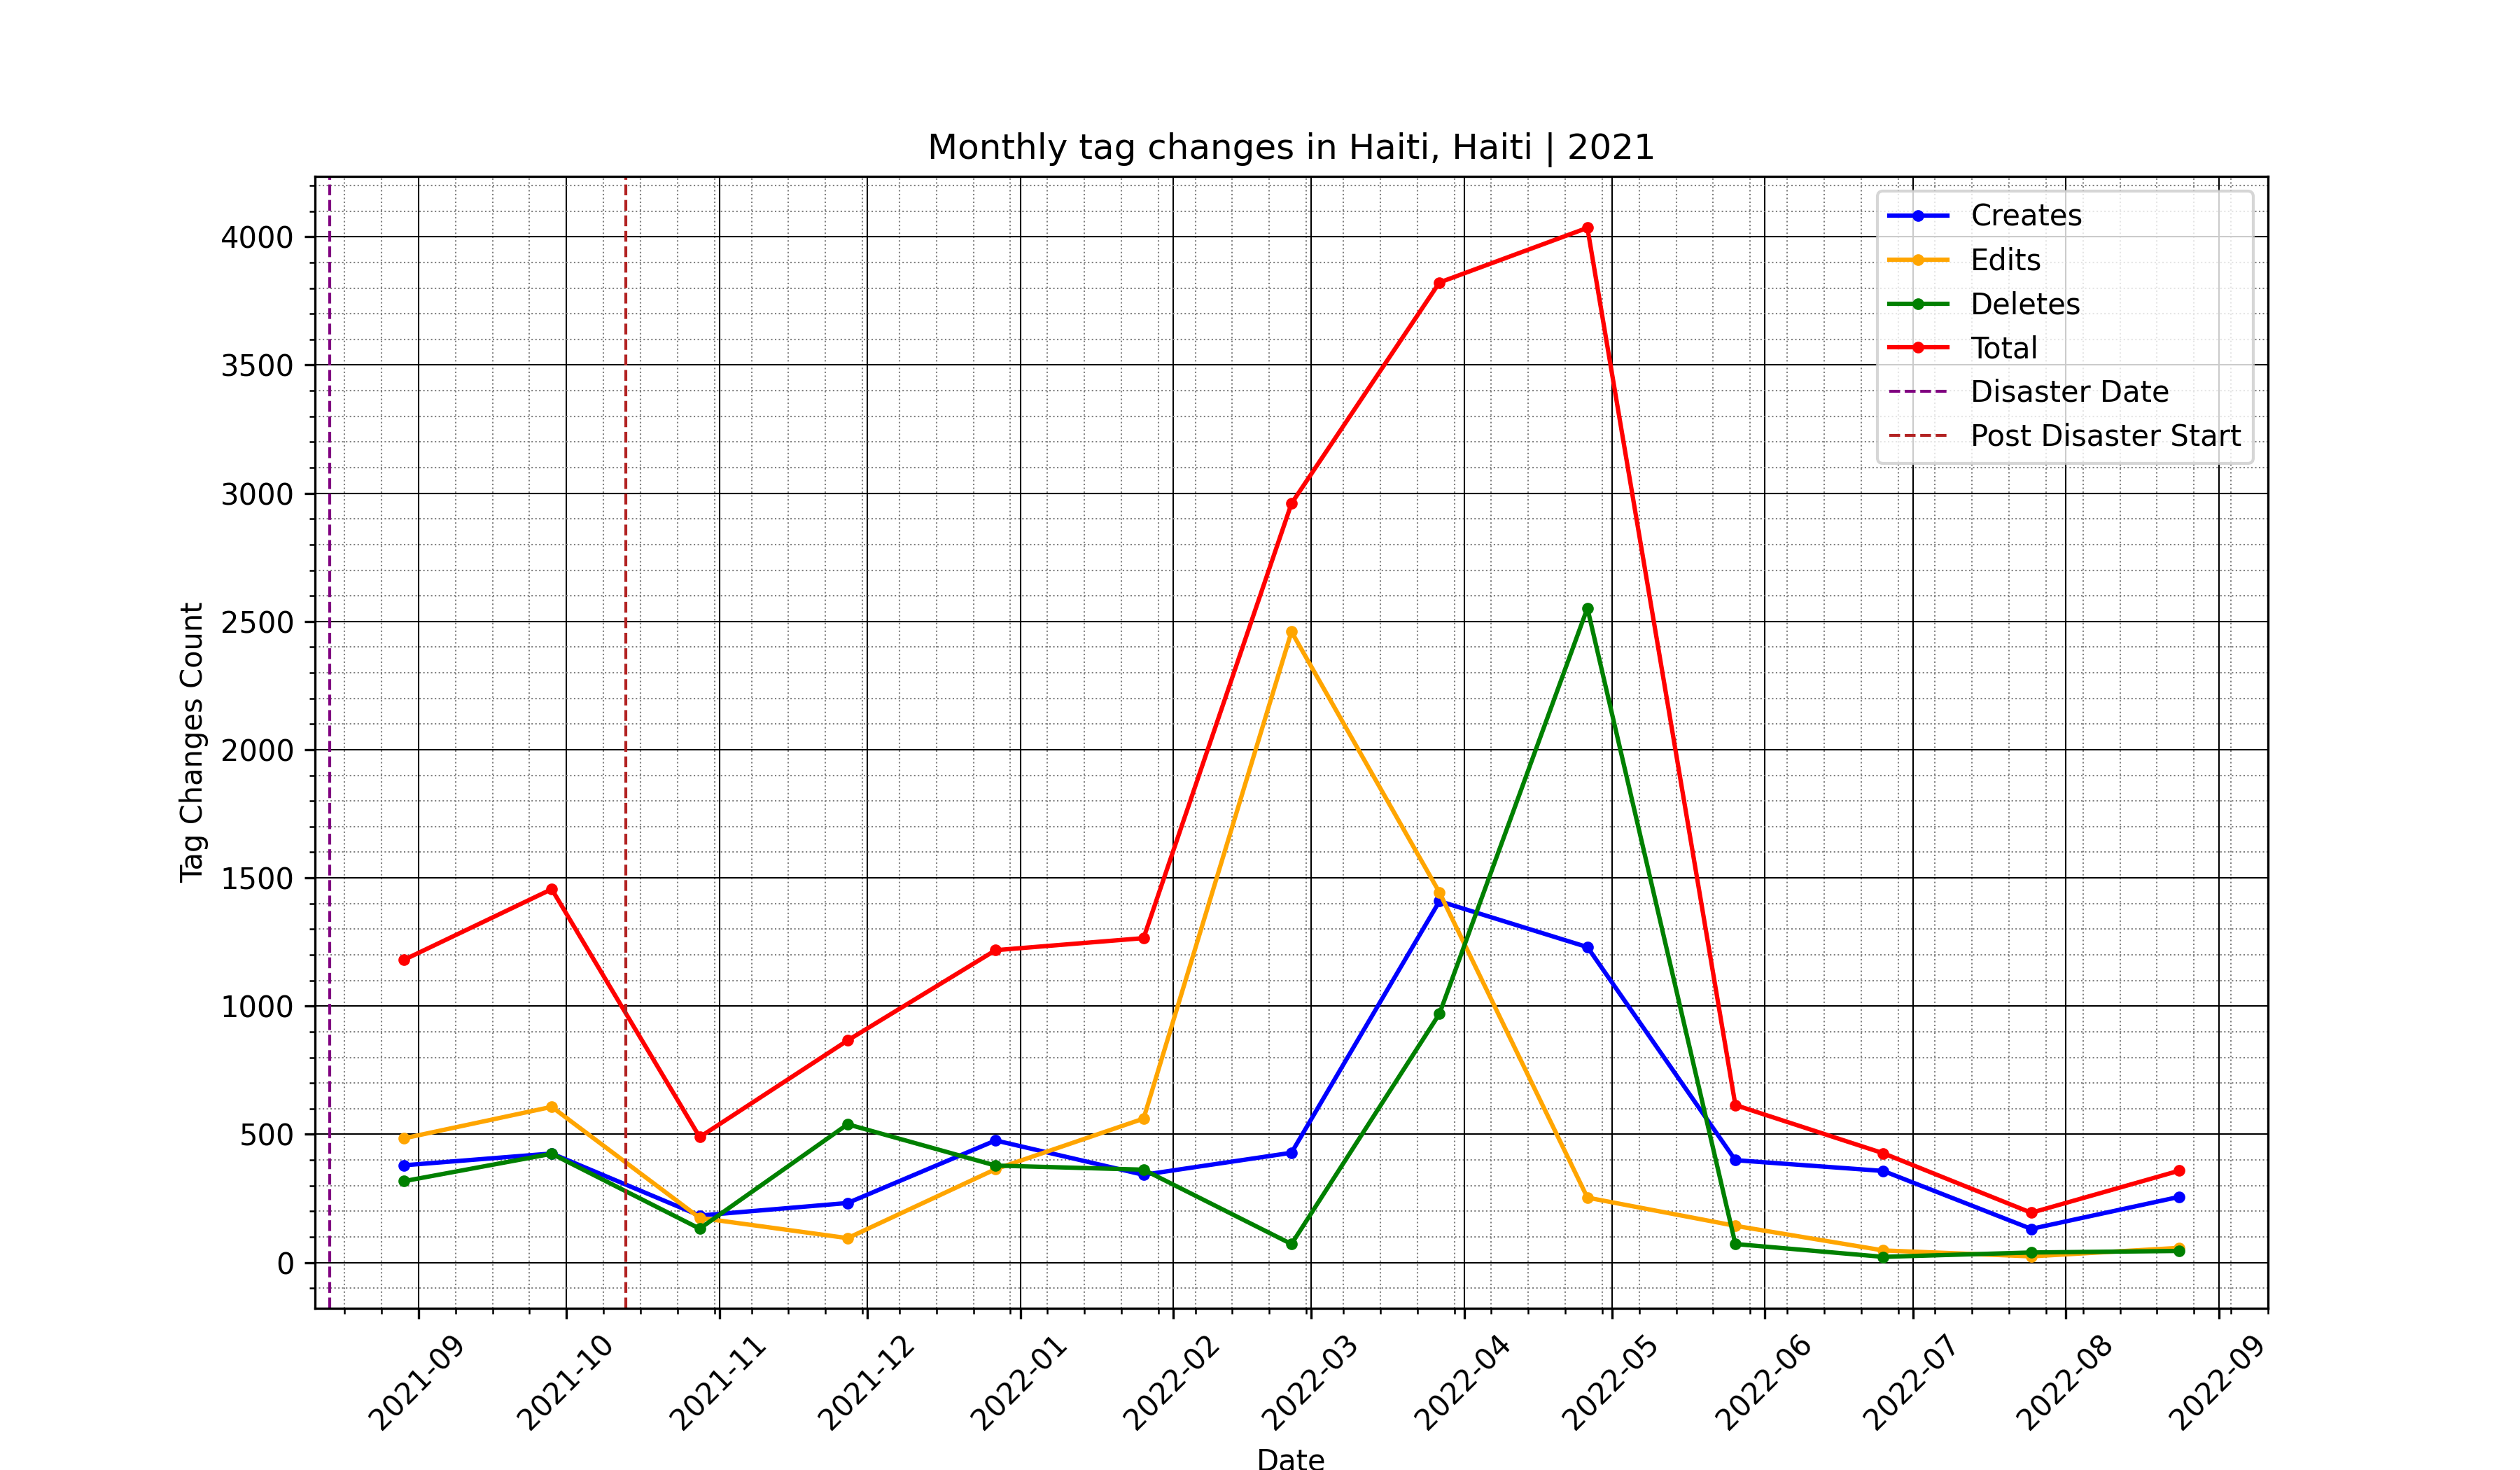 Monthly tag changes in Haiti, Haiti | 2021
Creates
Edits
Deletes
Total
Disaster Date
Post Disaster Start
4000
3500
3000
2500
2000
1500
1000
500
0
Tag Changes Count
2021-09
2021-10
2021-11
2021-12
2022-01
2022-02
2022-03
2022-04
2022-05
2022-06
2022-07
2022-08
2022-09
Date